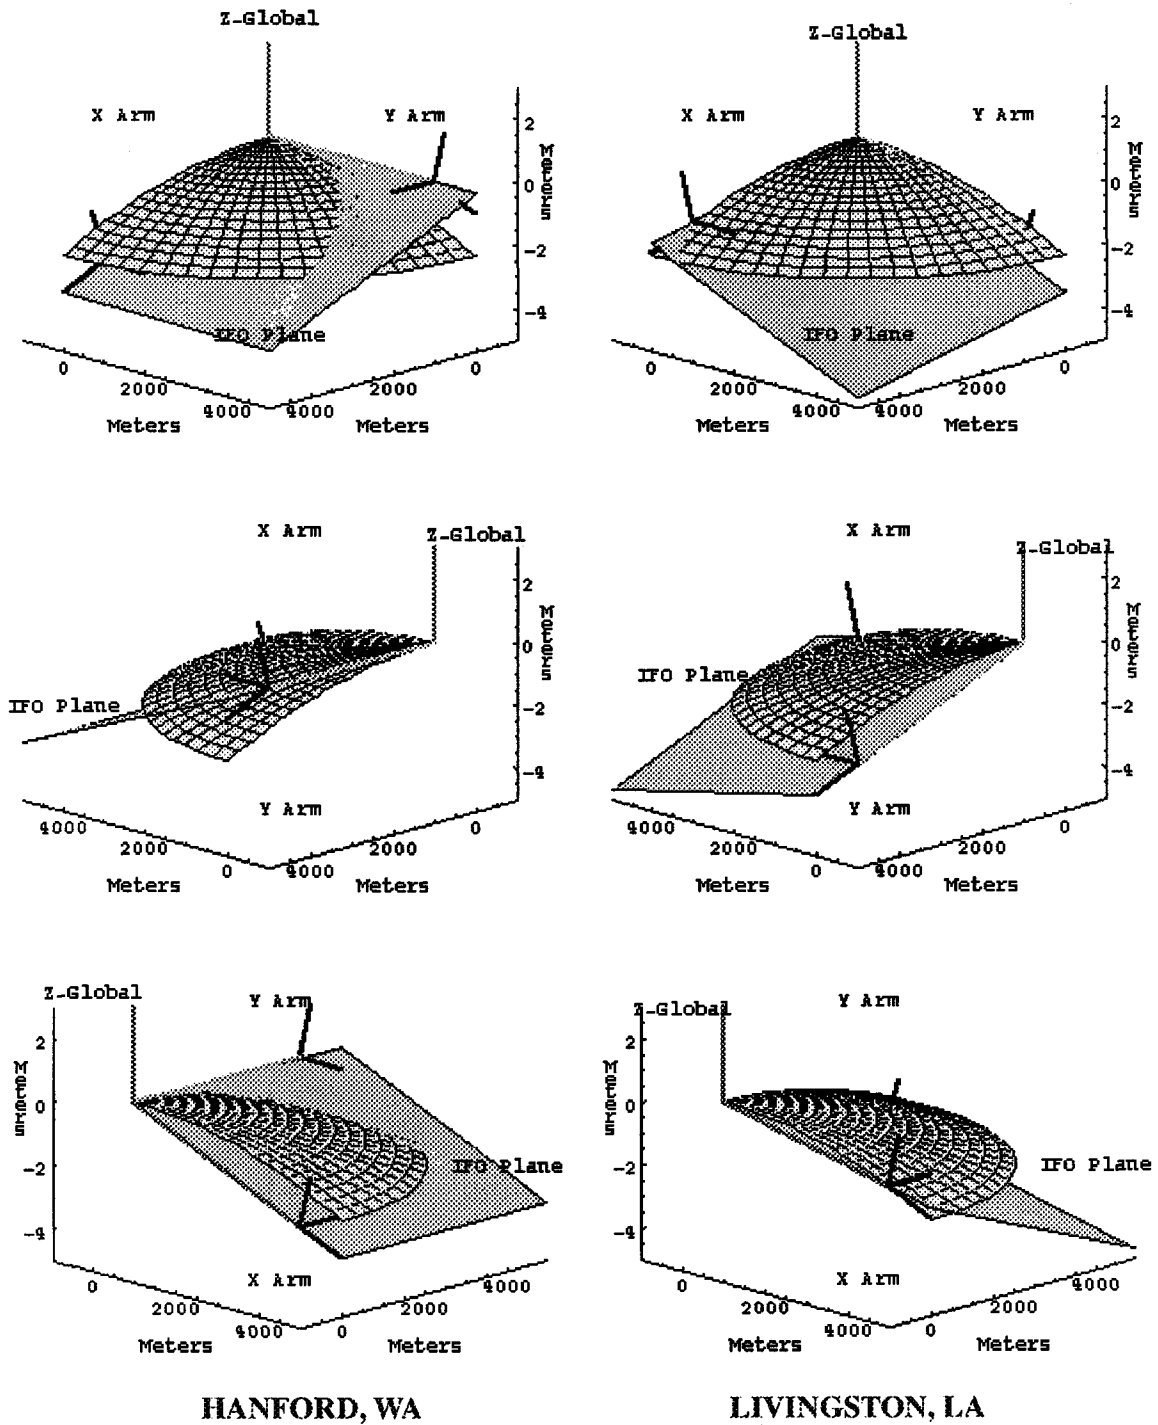 Z-Global
X Arm
Y Arm
2
0
-2
-4
Meters
IFO Plane
0
2000
4000
Meters
4000
2000
0
Meters
Z-Global
X Arm
Y Arm
2
0
-2
-4
Meters
IFO Plane
0
2000
4000
Meters
4000
2000
0
Meters
X Arm
Z-Global
2
0
-2
-4
Meters
IFO Plane
Y Arm
4000
2000
0
Meters
4000
2000
0
Meters
X Arm
Z-Global
2
0
-2
-4
Meters
IFO Plane
Y Arm
4000
2000
0
Meters
4000
2000
0
Meters
Z-Global
Y Arm
2
0
-2
-4
Meters
IFO Plane
X Arm
0
2000
4000
Meters
0
2000
4000
Meters
Z-Global
Y Arm
2
0
-2
-4
Meters
IFO Plane
X Arm
0
2000
4000
Meters
0
2000
4000
Meters
HANFORD, WA
LIVINGSTON, LA